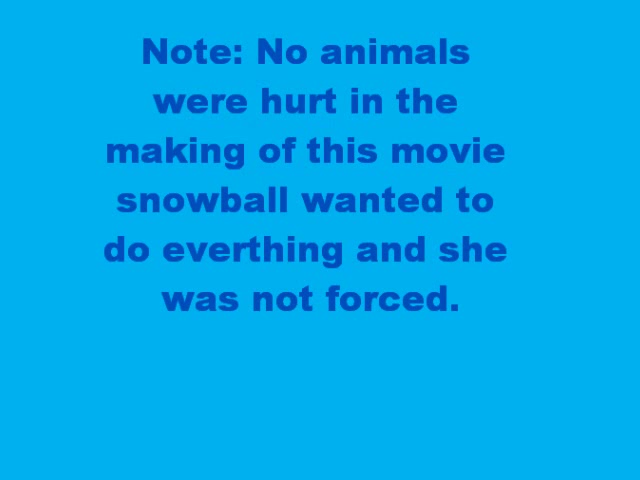 Note: No animals
were hurt in the
making of this movie
snowball wanted to
do everthing and she
was not forced.